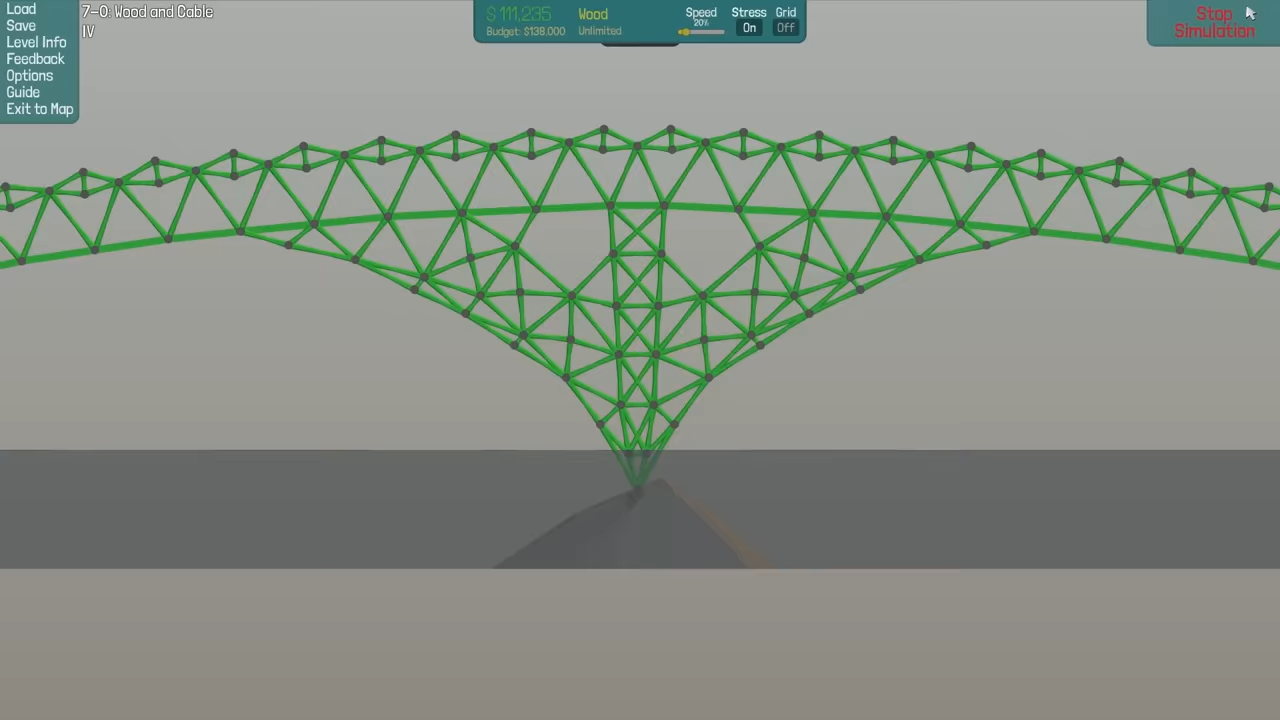 Load
Save
Level Info
Feedback
Options
Guide
Exit to Map
7-0: Wood and Cable
IV
$111,235
Budget: $138,000
Wood
Unlimited
Speed
20%
Stress
On
Grid
Off
Stop
Simulation